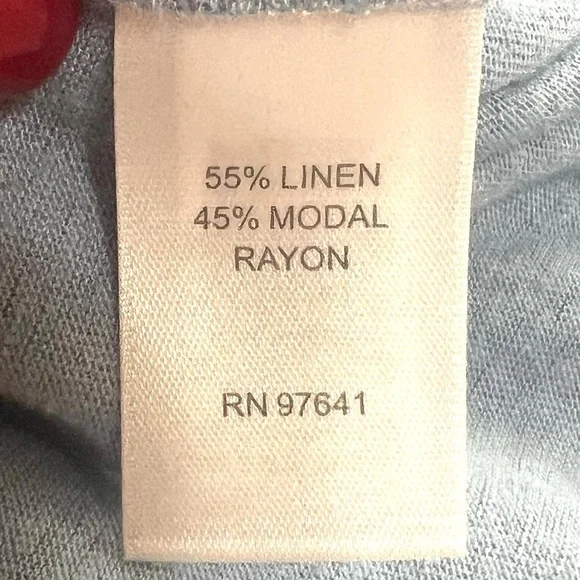 55% LINEN
45% MODAL
RAYON
RN 97641